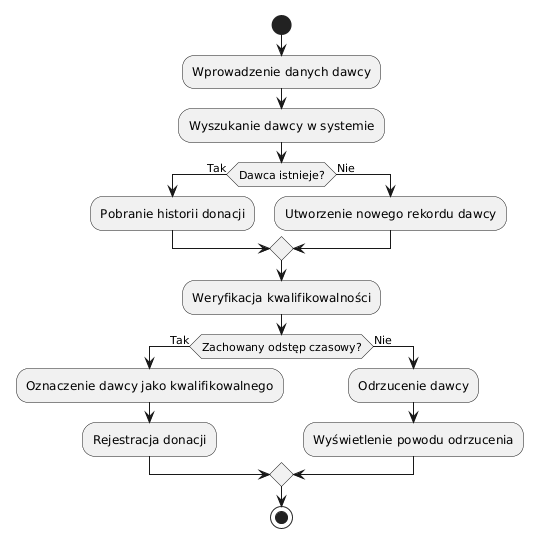 Wprowadzenie danych dawcy
Wyszukanie dawcy w systemie
Tak
Dawca istnieje?
Nie
Pobranie historii donacji
Utworzenie nowego rekordu dawcy
Weryfikacja kwalifikowalności
Tak
Zachowany odstęp czasowy?
Nie
Oznaczenie dawcy jako kwalifikowalnego
Odrzucenie dawcy
Rejestracja donacji
Wyświetlenie powodu odrzucenia